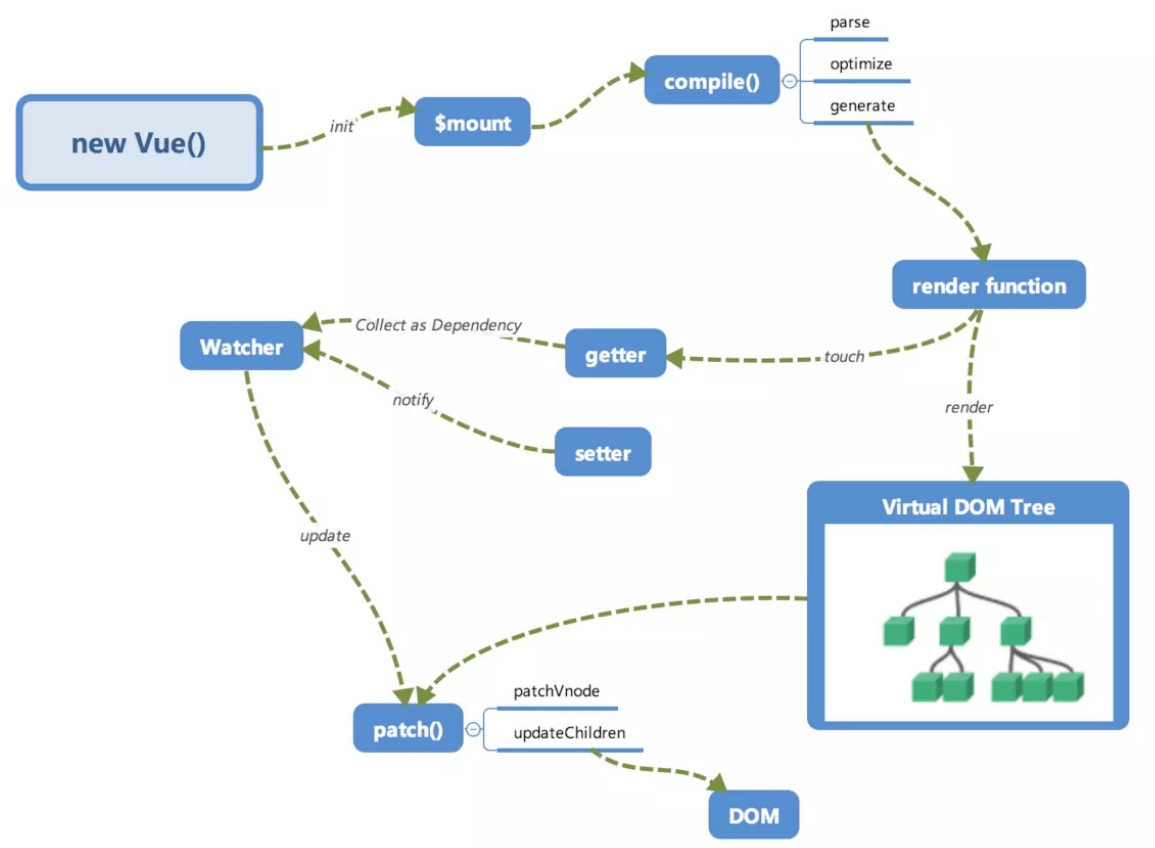 parse
optimize
generate
compile()
new Vue()
init
$mount
render function
Watcher
Collect as Dependency
getter
touch
notify
render
setter
Virtual DOM Tree
update
patch()
patchVnode
updateChildren
DOM